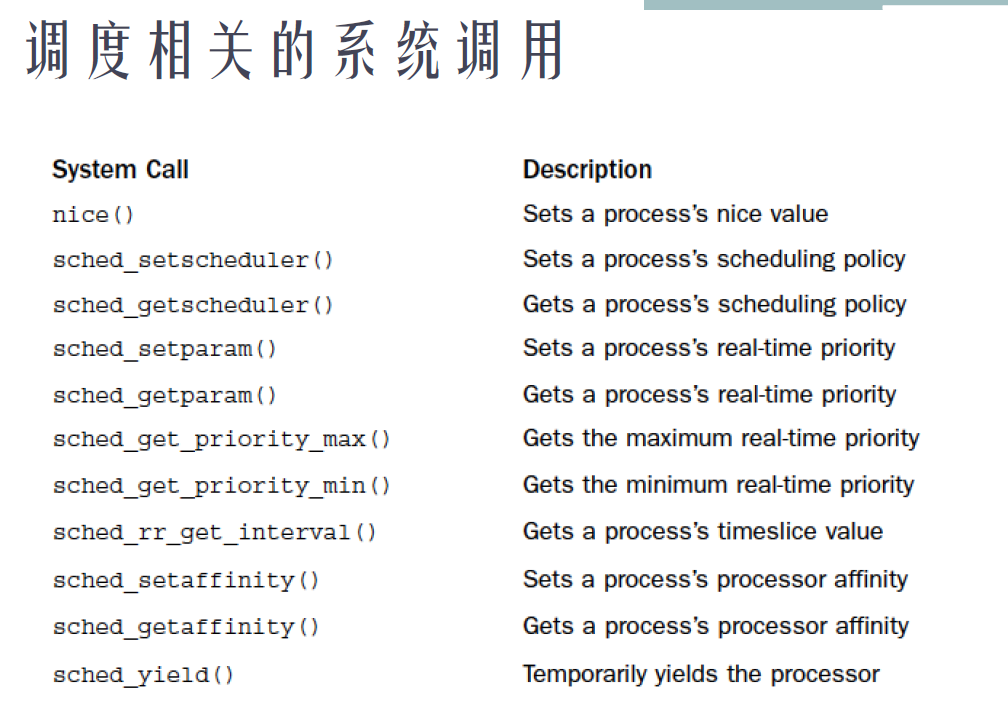 调度相关的系统调用
System Call Description
nice() Sets a process’s nice value
sched_setscheduler() Sets a process’s scheduling policy
sched_getscheduler() Gets a process’s scheduling policy
sched_setparam() Sets a process’s real-time priority
sched_getparam() Gets a process’s real-time priority
sched_get_priority_max() Gets the maximum real-time priority
sched_get_priority_min() Gets the minimum real-time priority
sched_rr_get_interval() Gets a process’s timeslice value
sched_setaffinity() Sets a process’s processor affinity
sched_getaffinity() Gets a process’s processor affinity
sched_yield() Temporarily yields the processor